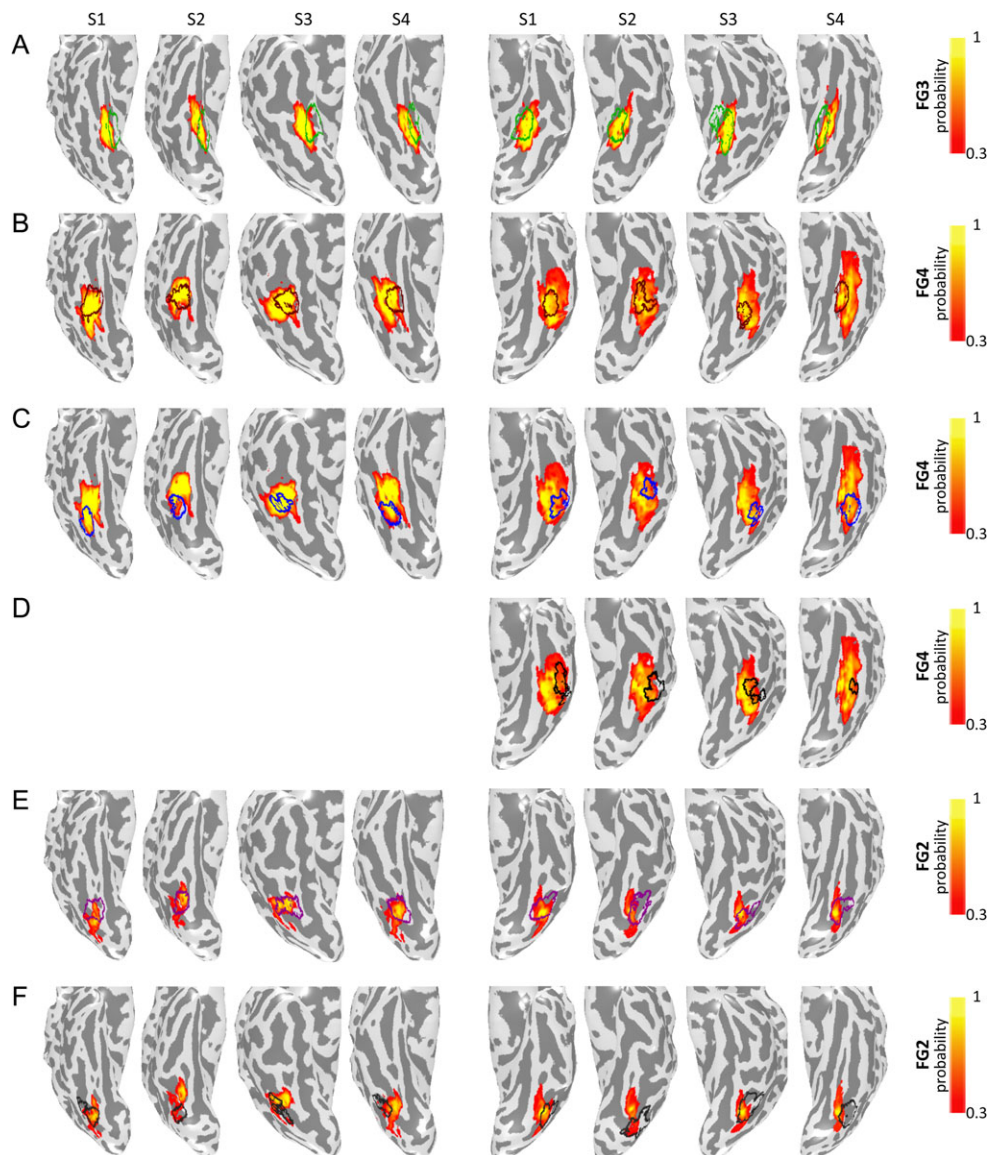 S1 S2 S3 S4 S1 S2 S3 S4
A
1
FG3
probability
0.3
B
1
FG4
probability
0.3
C
1
FG4
probability
0.3
D
1
FG4
probability
0.3
E
1
FG2
probability
0.3
F
1
FG2
probability
0.3